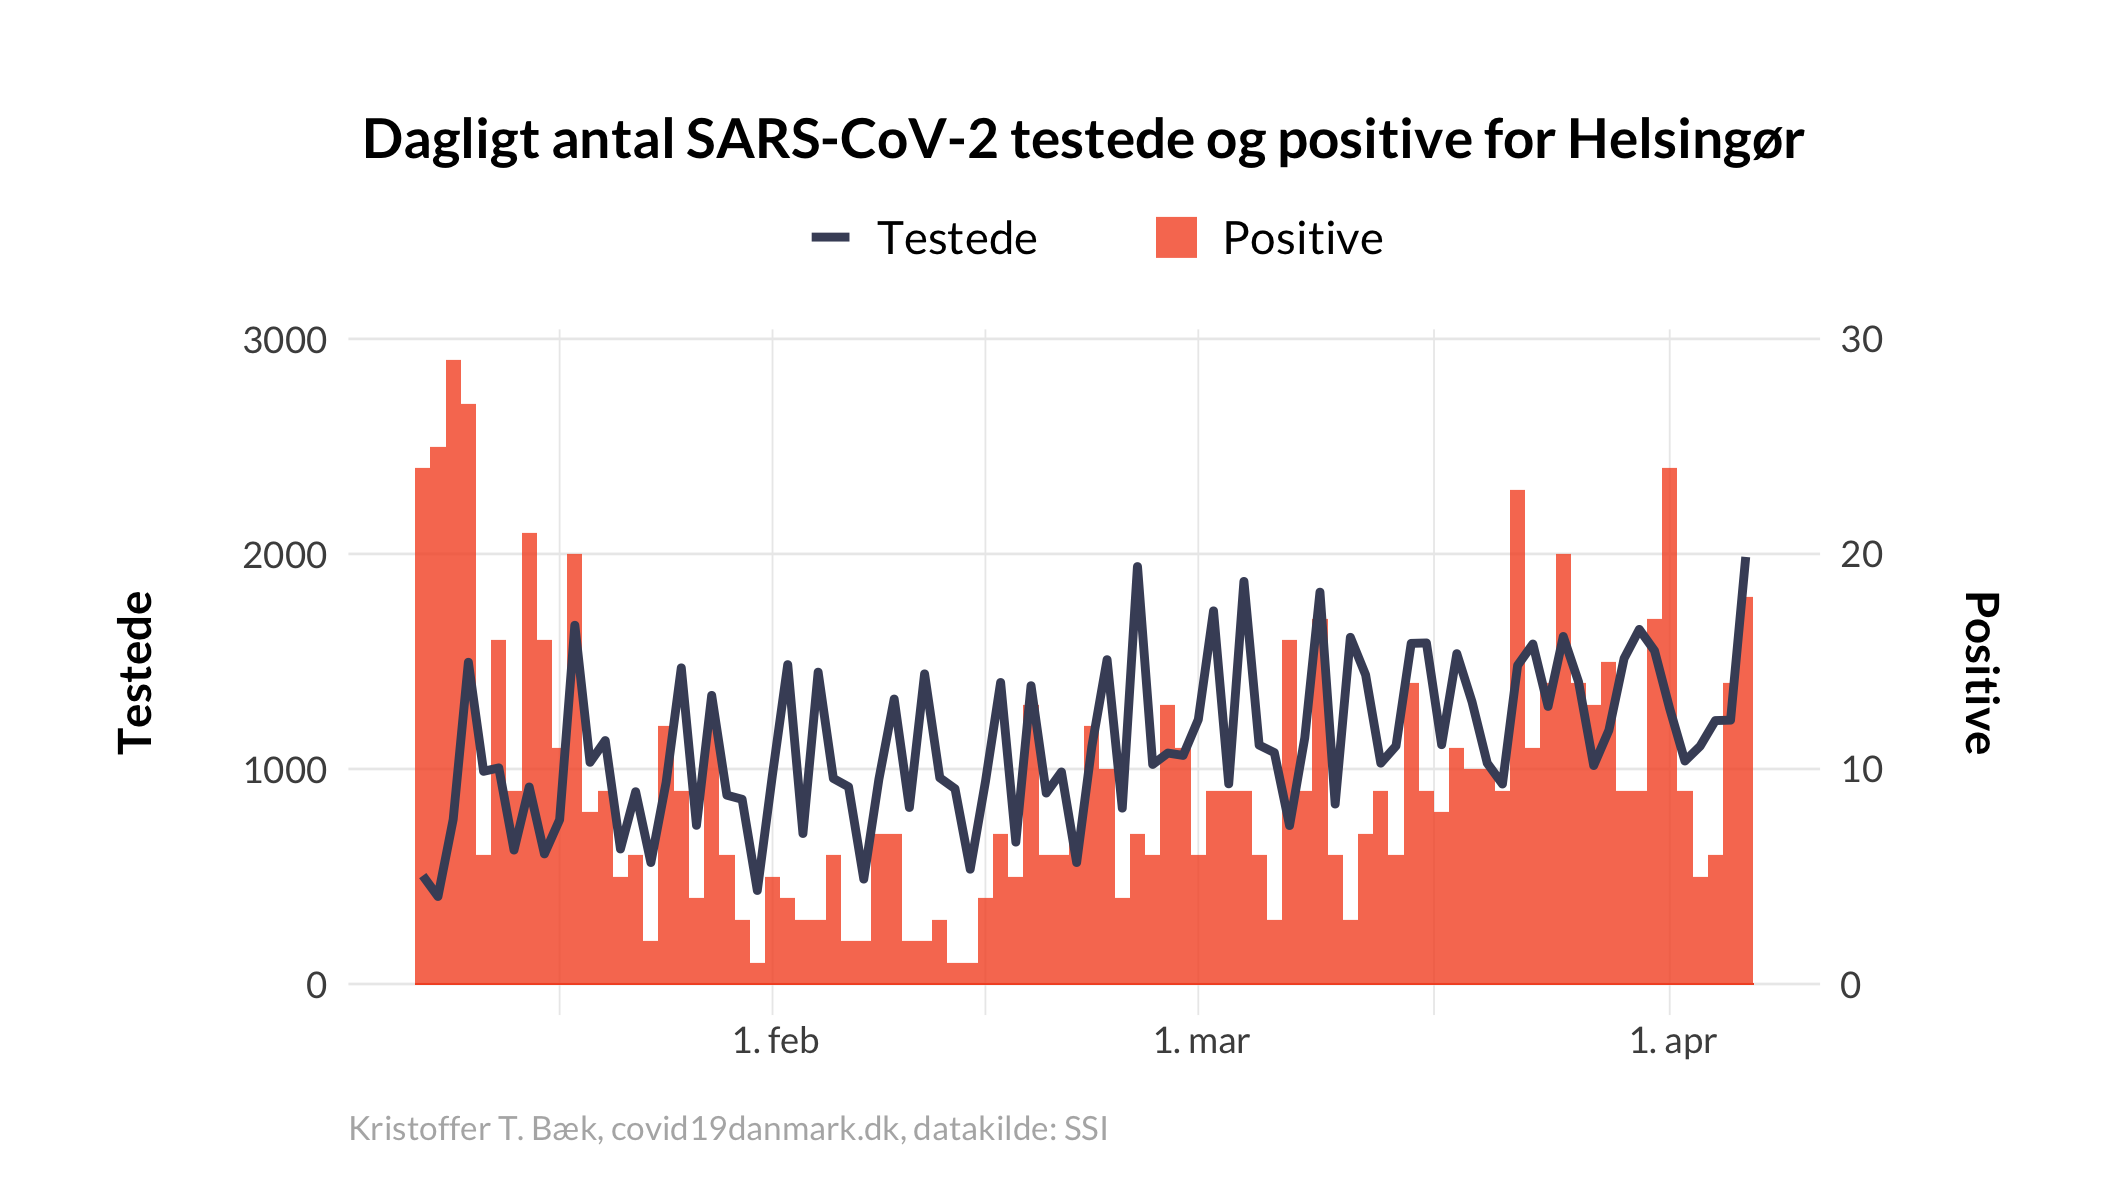 Dagligt antal SARS-CoV-2 testede og positive for Helsingør
Testede
Positive
3000
2000
1000
0
Testede
30
20
10
0
Positive
1. feb
1. mar
1. apr
Kristoffer T. Bæk, covid19danmark.dk, datakilde: SSI